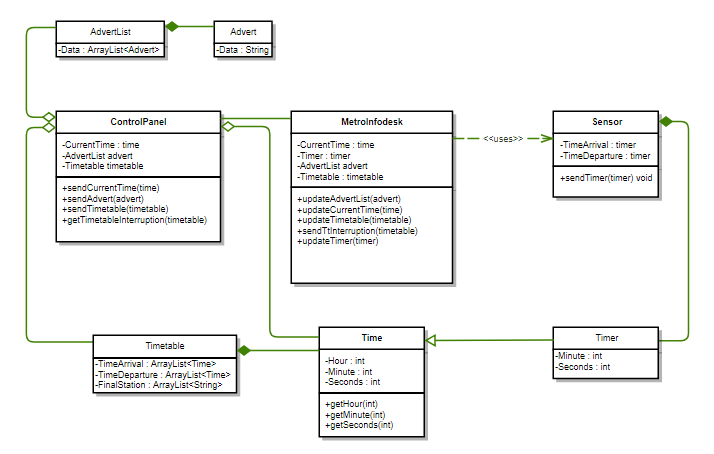 AdvertList
-Data : ArrayList<Advert>
Advert
-Data : String
ControlPanel
-CurrentTime : time
-AdvertList advert
-Timetable timetable
+sendCurrentTime(time)
+sendAdvert(advert)
+sendTimetable(timetable)
+getTimetableInterruption(timetable)
MetroInfodesk
-CurrentTime : time
-Timer : timer
-AdvertList advert
-Timetable : timetable
+updateAdvertList(advert)
+updateCurrentTime(time)
+updateTimetable(timetable)
+sendTtInterruption(timetable)
+updateTimer(timer)
<<uses>>
Sensor
-TimeArrival : timer
-TimeDeparture : timer
+sendTimer(timer) void
Timetable
-TimeArrival : ArrayList<Time>
-TimeDeparture : ArrayList<Time>
-FinalStation : ArrayList<String>
Time
-Hour : int
-Minute : int
-Seconds : int
+getHour(int)
+getMinute(int)
+getSeconds(int)
Timer
-Minute : int
-Seconds : int